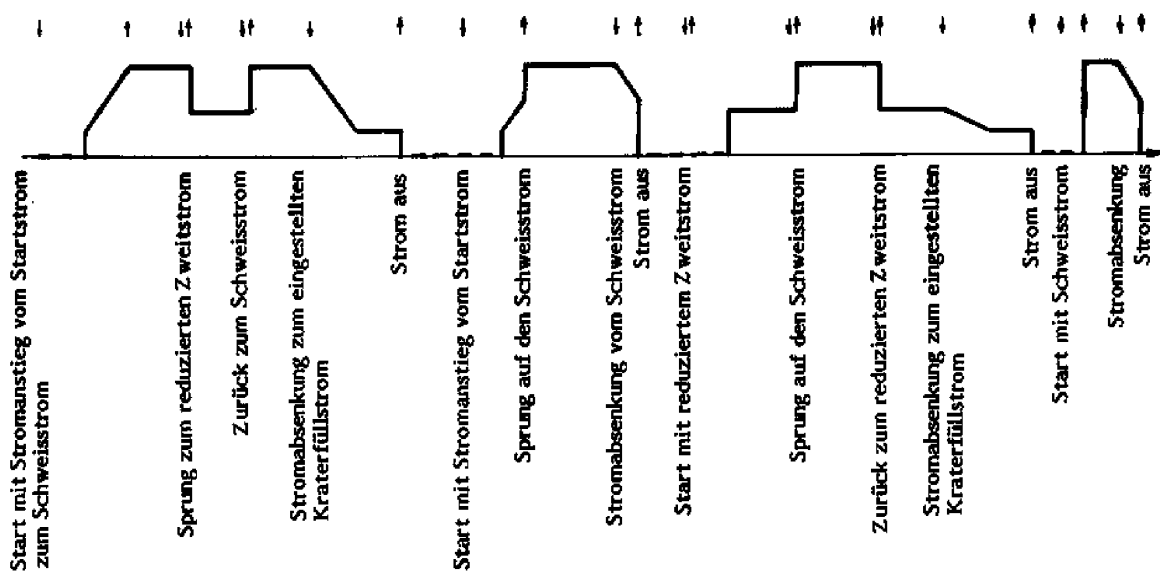 Start mit Stromanstieg vom Startstrom
zum Schweisstrom
Sprung zum reduzierten Zweitstrom
Zurück zum Schweisstrom
Stromabsenkung zum eingestellten
Kraterfüllstrom
Strom aus
Start mit Stromanstieg vom Startstrom
Sprung auf den Schweisstrom
Stromabsenkung vom Schweisstrom
Strom aus
Start mit reduziertem Zweitstrom
Sprung auf den Schweisstrom
Zurück zum reduzierten Zweitstrom
Stromabsenkung zum eingestellten
Kraterfüllstrom
Strom aus
Start mit Schweisstrom
Stromabsenkung
Strom aus